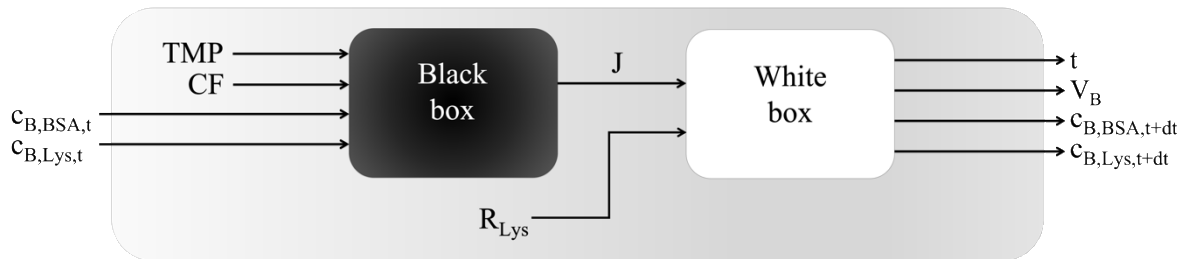 TMP
CF
c_B,BSA,t
c_B,Lys,t
Black
box
J
R_Lys
White
box
t
V_B
c_B,BSA,t+dt
c_B,Lys,t+dt